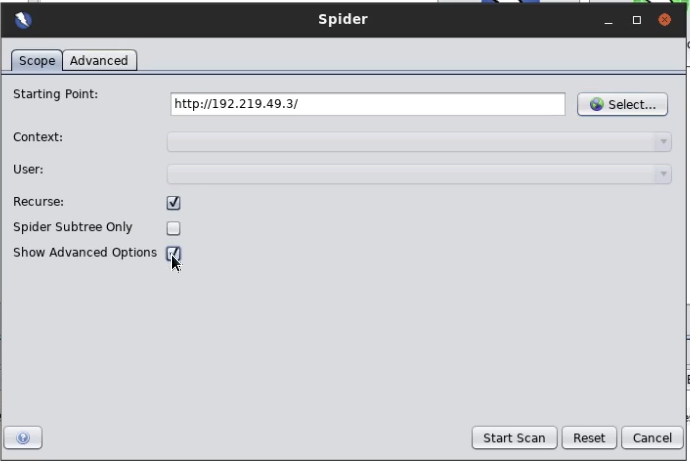 Spider
Scope Advanced
Starting Point: http://192.219.49.3/ Select...
Context:
User:
Recurse:
Spider Subtree Only
Show Advanced Options
? Start Scan Reset Cancel